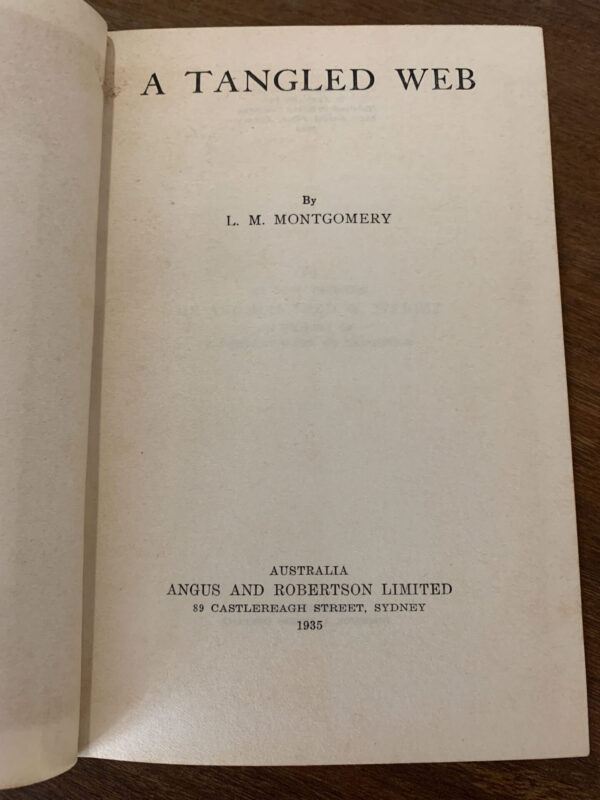 A TANGLED WEB
By
L. M. MONTGOMERY
AUSTRALIA
ANGUS AND ROBERTSON LIMITED
89 CASTLEREAGH STREET, SYDNEY
1935